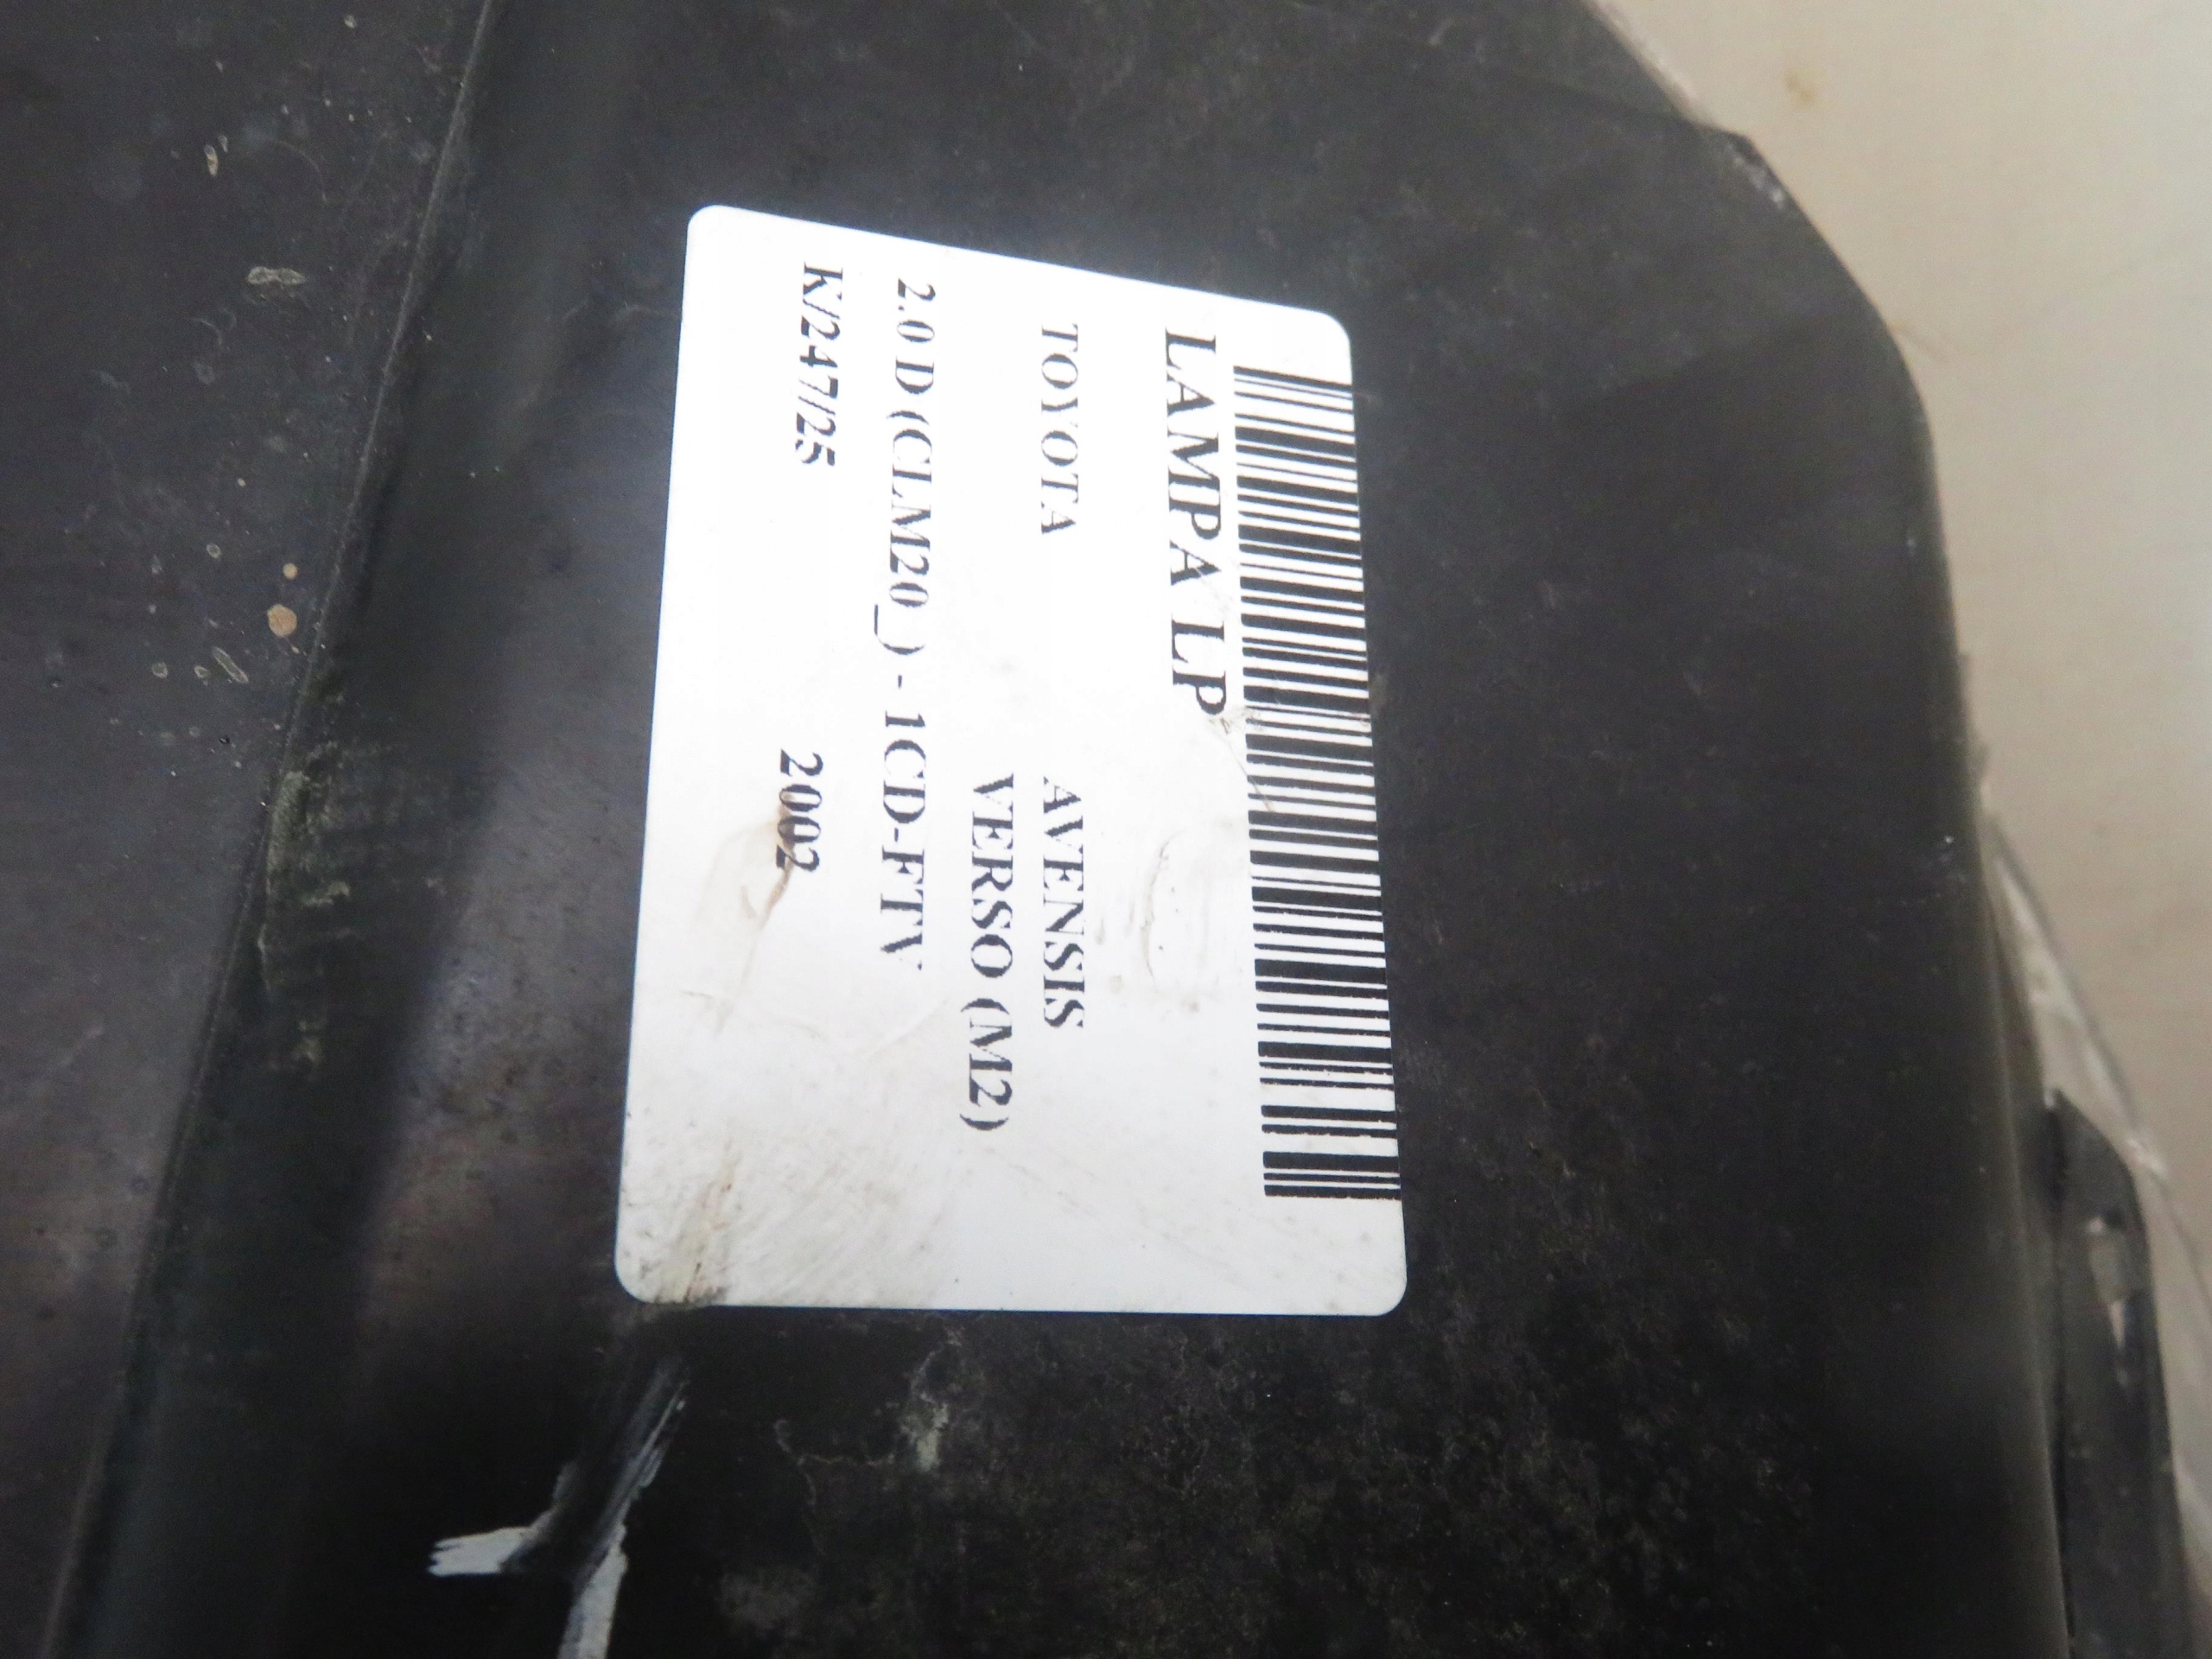 LAMPA LP
TOYOTA AVENSIS
VERSO (M2)
2.0 D (CLM20_) - 1CD-FTV
K/247/25 2002